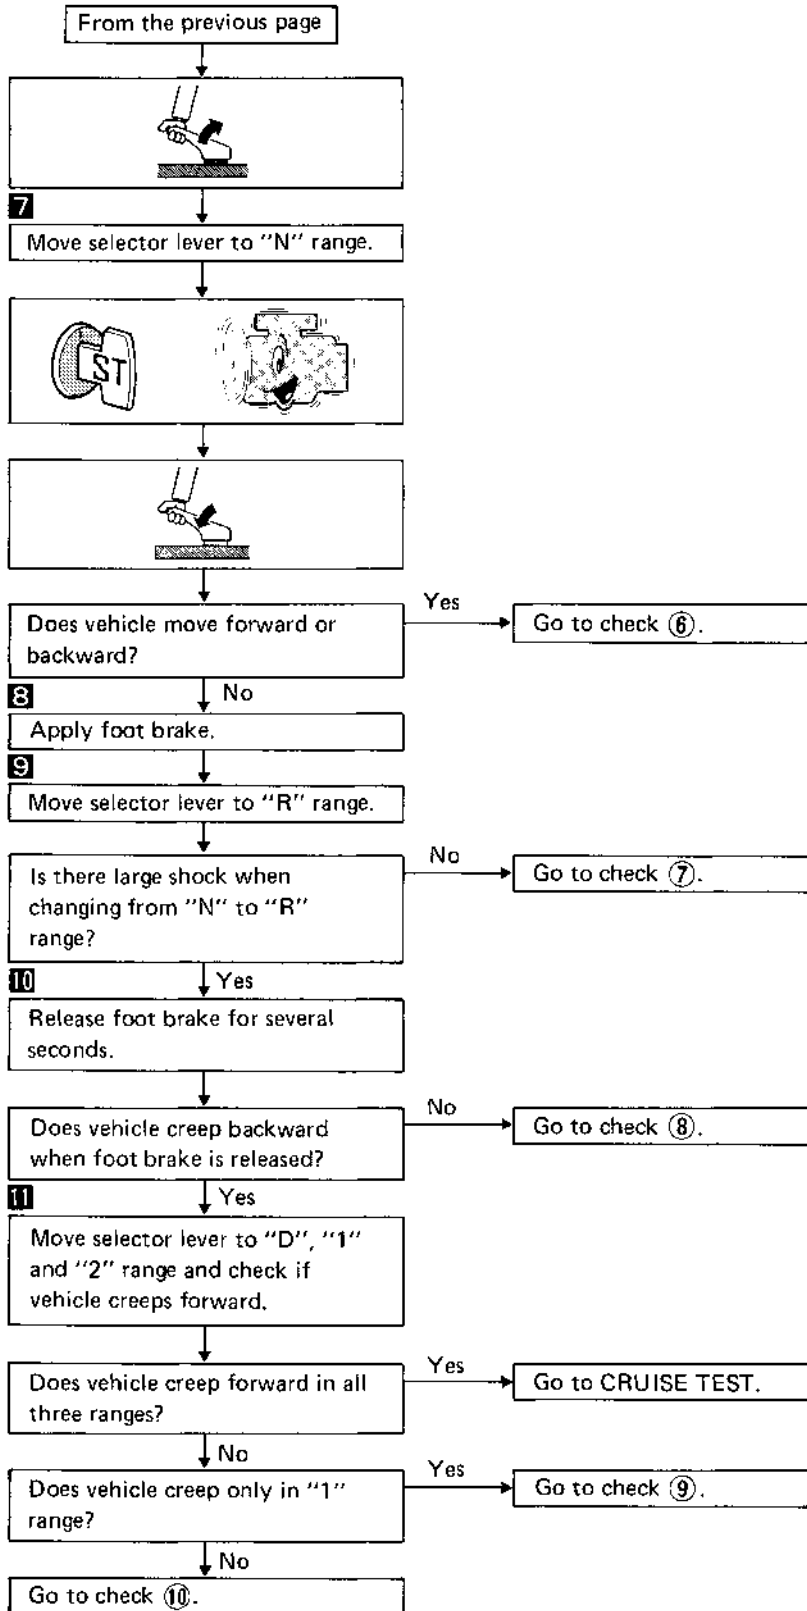 From the previous page
7
Move selector lever to "N" range.
ST
Does vehicle move forward or
backward?
Yes
Go to check ⑥.
No
8
Apply foot brake.
9
Move selector lever to "R" range.
Is there large shock when
changing from "N" to "R"
range?
No
Go to check ⑦.
Yes
10
Release foot brake for several
seconds.
Does vehicle creep backward
when foot brake is released?
No
Go to check ⑧.
Yes
11
Move selector lever to "D", "1"
and "2" range and check if
vehicle creeps forward.
Does vehicle creep forward in all
three ranges?
Yes
Go to CRUISE TEST.
No
Does vehicle creep only in "1"
range?
Yes
Go to check ⑨.
No
Go to check ⑩.